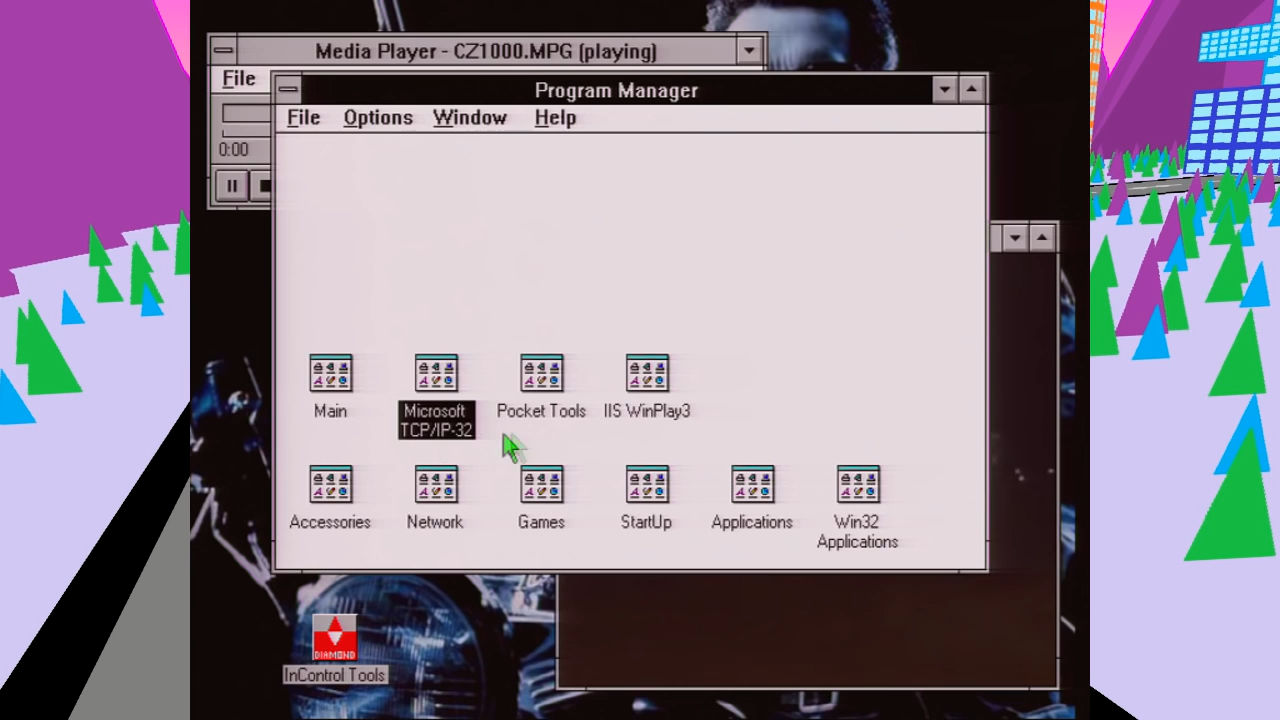 Media Player - CZ1000.MPG (playing)
File
Program Manager
File Options Window Help
0:00
Main
Microsoft
TCP/IP-32
Pocket Tools
IIS WinPlay3
Accessories
Network
Games
StartUp
Applications
Win32
Applications
DIAMOND
InControl Tools